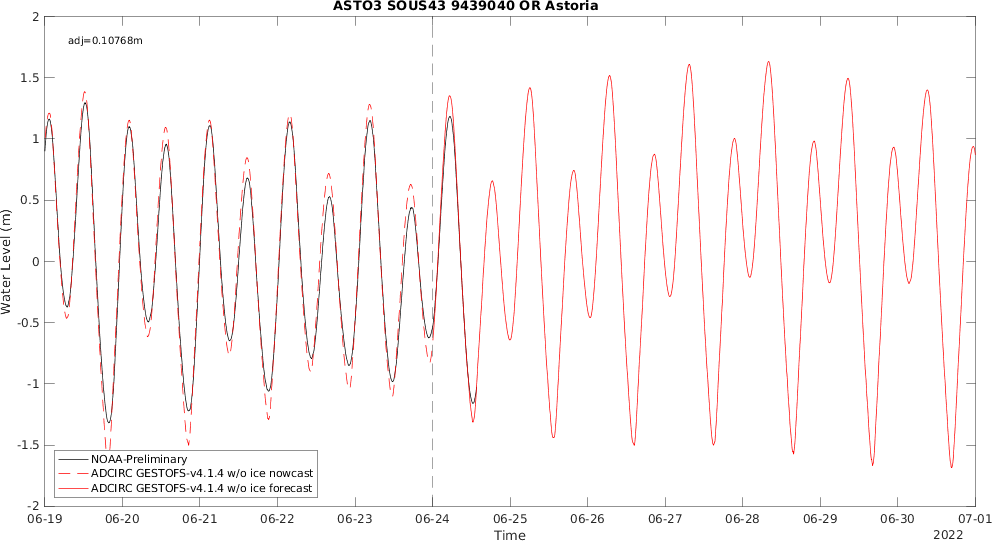 ASTO3 SOUS43 9439040 OR Astoria
adj=0.10768m
Water Level (m)
2
1.5
1
0.5
0
-0.5
-1
-1.5
-2
NOAA-Preliminary
ADCIRC GESTOFS-v4.1.4 w/o ice nowcast
ADCIRC GESTOFS-v4.1.4 w/o ice forecast
06-19 06-20 06-21 06-22 06-23 06-24 06-25 06-26 06-27 06-28 06-29 06-30 07-01
Time
2022